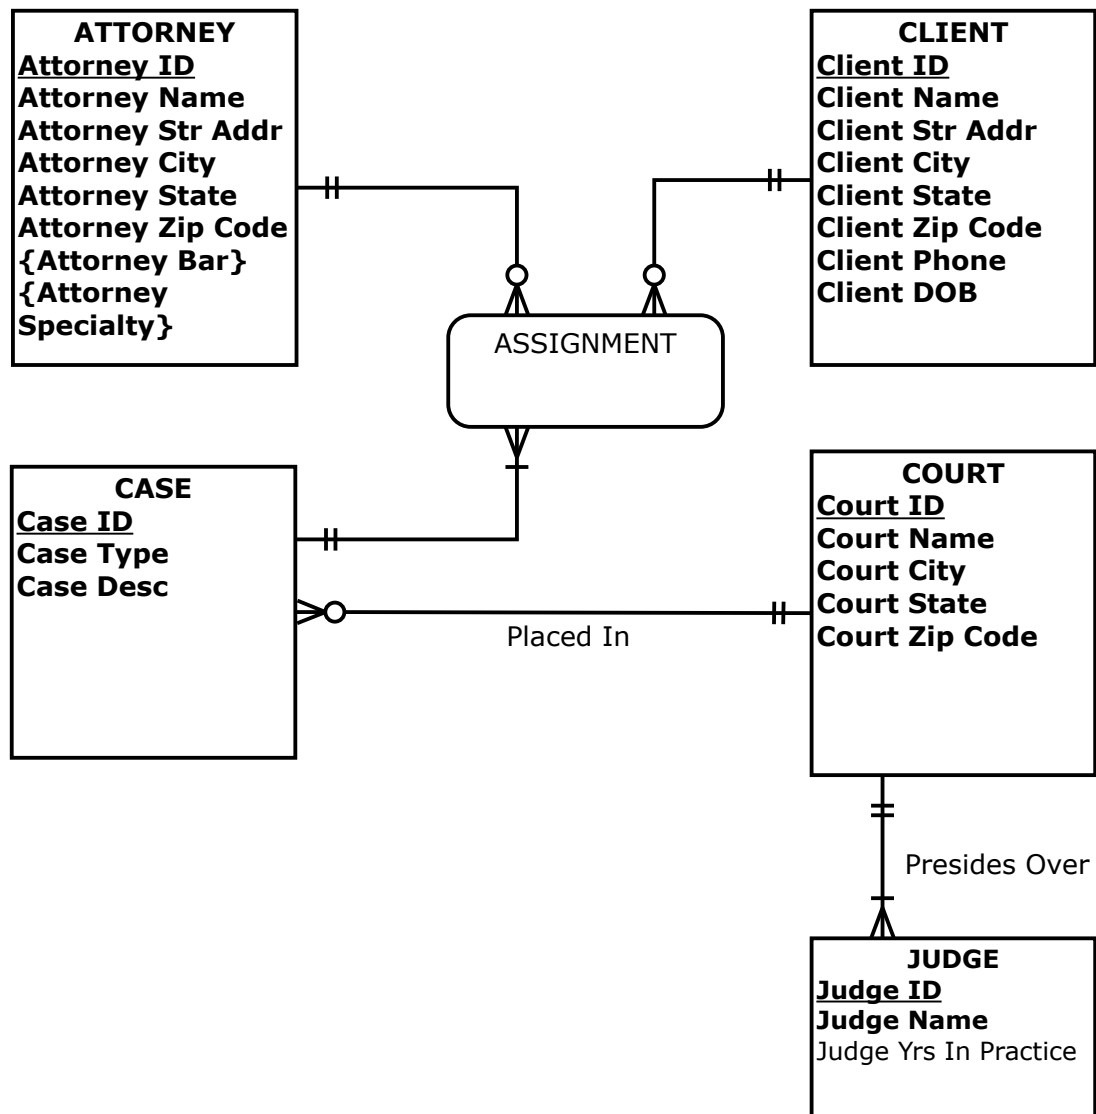 ATTORNEY
Attorney ID
Attorney Name
Attorney Str Addr
Attorney City
Attorney State
Attorney Zip Code
{Attorney Bar}
{Attorney
Specialty}
CLIENT
Client ID
Client Name
Client Str Addr
Client City
Client State
Client Zip Code
Client Phone
Client DOB
ASSIGNMENT
CASE
Case ID
Case Type
Case Desc
Placed In
COURT
Court ID
Court Name
Court City
Court State
Court Zip Code
Presides Over
JUDGE
Judge ID
Judge Name
Judge Yrs In Practice